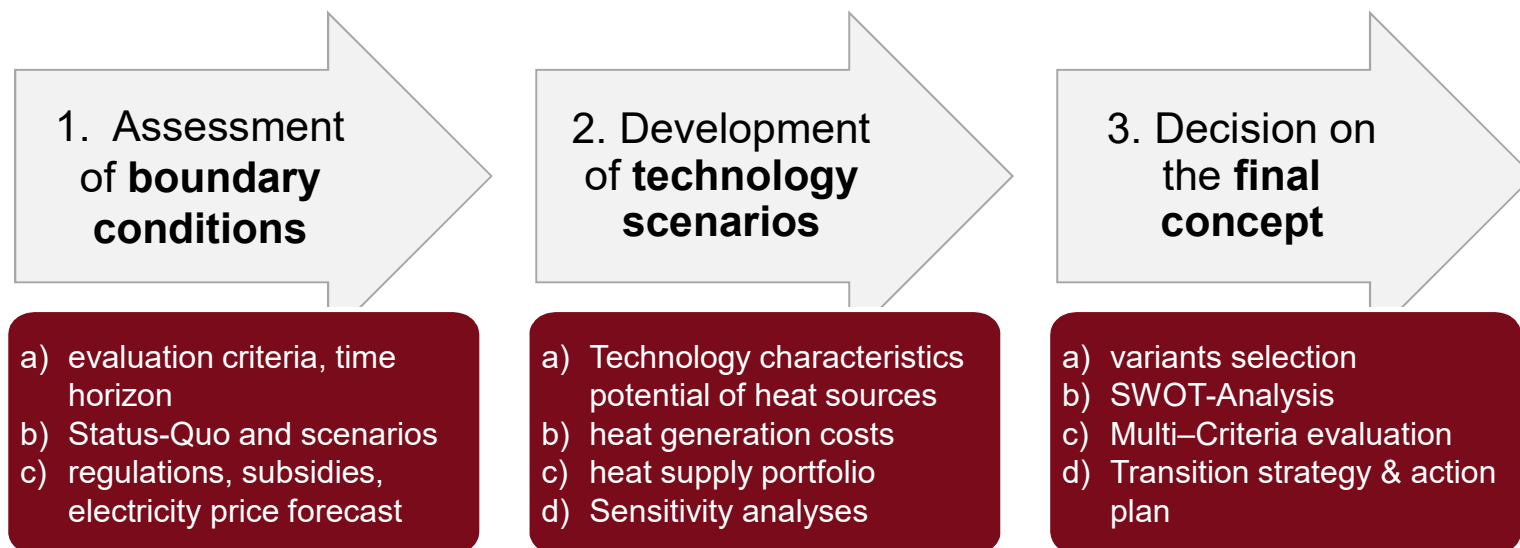 1. Assessment
of boundary
conditions
a) evaluation criteria, time
horizon
b) Status-Quo and scenarios
c) regulations, subsidies,
electricity price forecast
2. Development
of technology
scenarios
a) Technology characteristics
potential of heat sources
b) heat generation costs
c) heat supply portfolio
d) Sensitivity analyses
3. Decision on
the final
concept
a) variants selection
b) SWOT-Analysis
c) Multi–Criteria evaluation
d) Transition strategy & action
plan